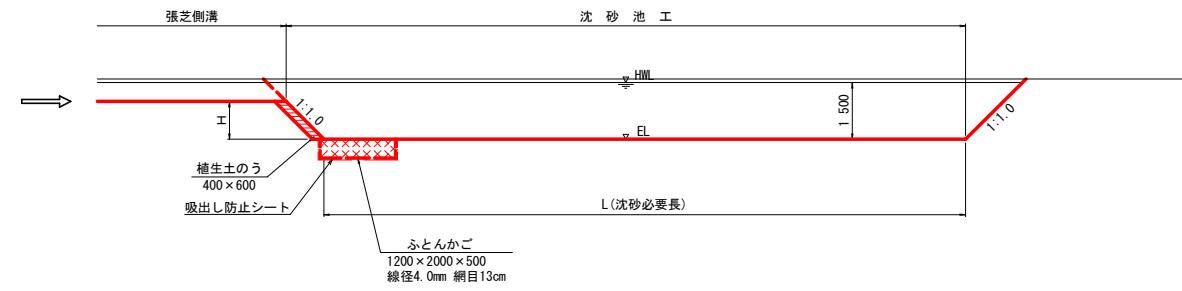 張芝側溝
沈 砂 池 工
HWL
1:1.0
H
1 500
1:1.0
EL
植生土のう
400×600
吸出し防止シート
L(沈砂必要長)
ふとんかご
1200×2000×500
線径4.0mm 網目13cm